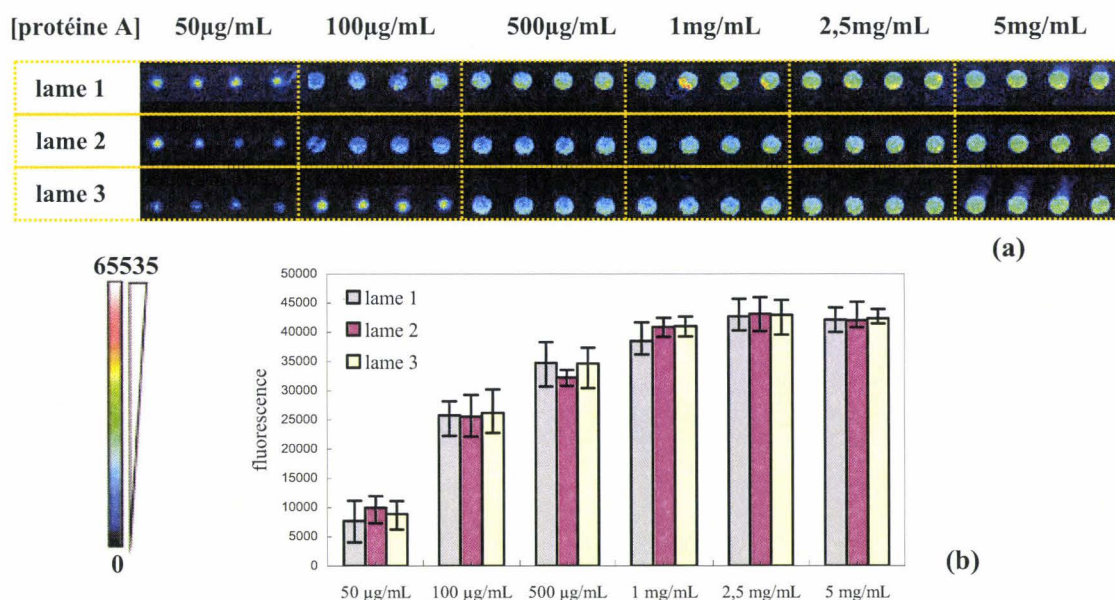 [protéine A] 50µg/mL 100µg/mL 500µg/mL 1mg/mL 2,5mg/mL 5mg/mL
lame 1
lame 2
lame 3
(a)
65535
0
50000
45000
40000
35000
30000
25000
20000
15000
10000
5000
0
fluorescence
lame 1
lame 2
lame 3
50 µg/mL 100 µg/mL 500 µg/mL 1 mg/mL 2,5 mg/mL 5 mg/mL
(b)